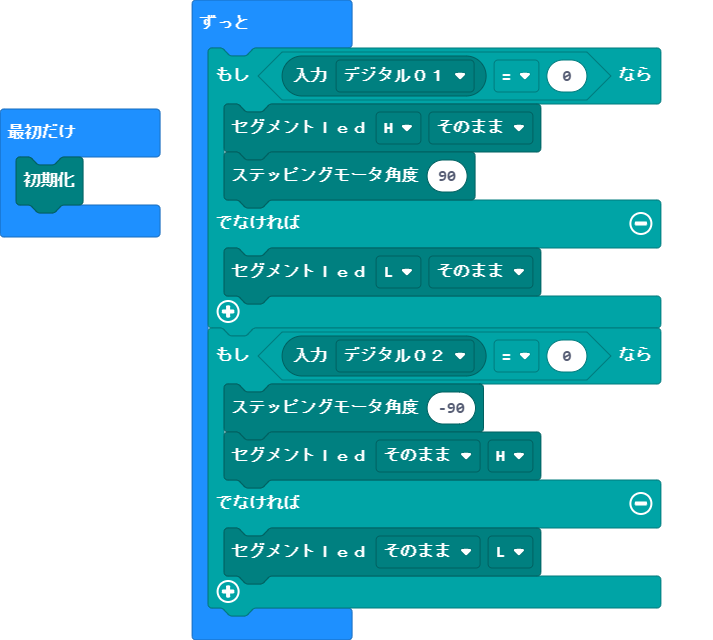 最初だけ
初期化
ずっと
もし 入力 デジタル０１ = 0 なら
セグメントｌｅｄ H そのまま
ステッピングモータ角度 90
でなければ
セグメントｌｅｄ L そのまま
もし 入力 デジタル０２ = 0 なら
ステッピングモータ角度 -90
セグメントｌｅｄ そのまま H
でなければ
セグメントｌｅｄ そのまま L